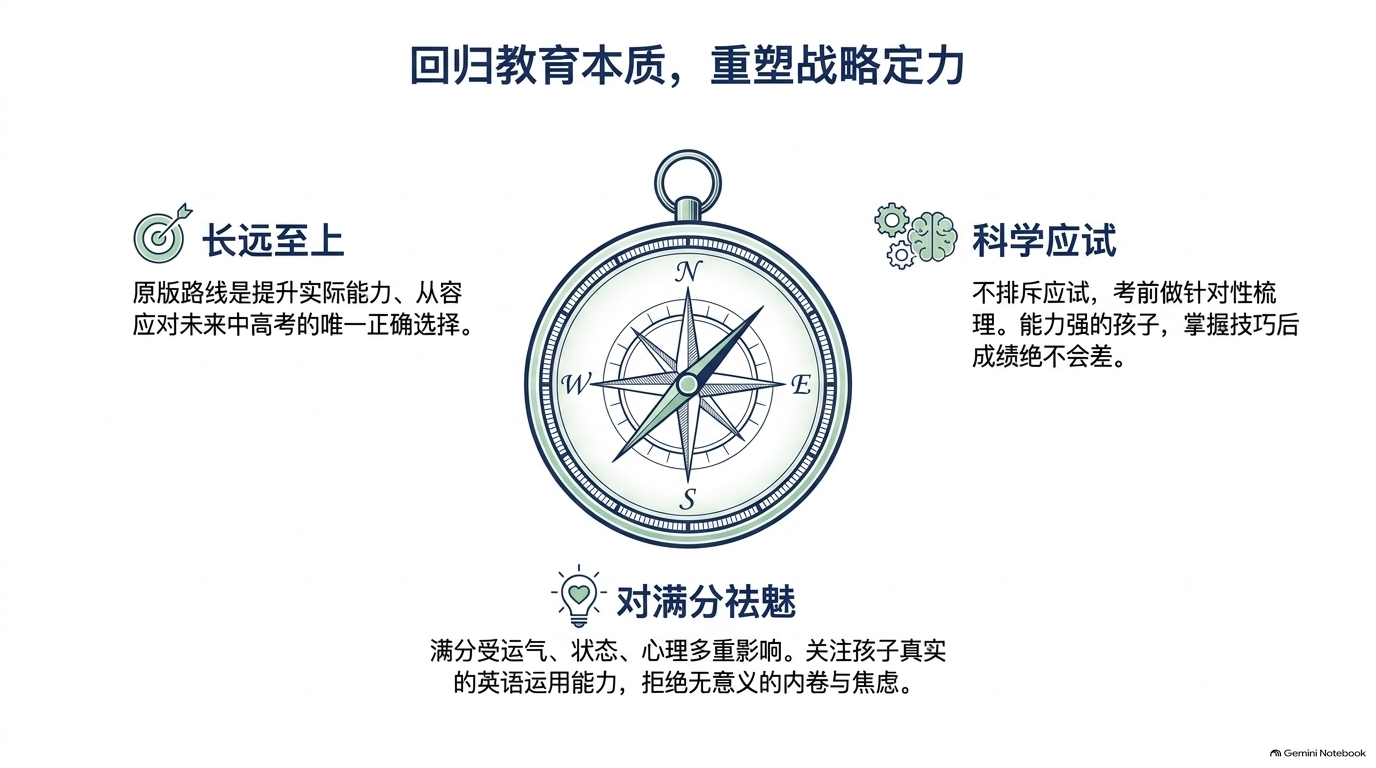 回归教育本质，重塑战略定力
长远至上
原版路线是提升实际能力、从容
应对未来中高考的唯一正确选择。
科学应试
不排斥应试，考前做针对性梳
理。能力强的孩子，掌握技巧后
成绩绝不会差。
N
W
E
S
对满分祛魅
满分受运气、状态、心理多重影响。关注孩子真实
的英语运用能力，拒绝无意义的内卷与焦虑。
Gemini Notebook